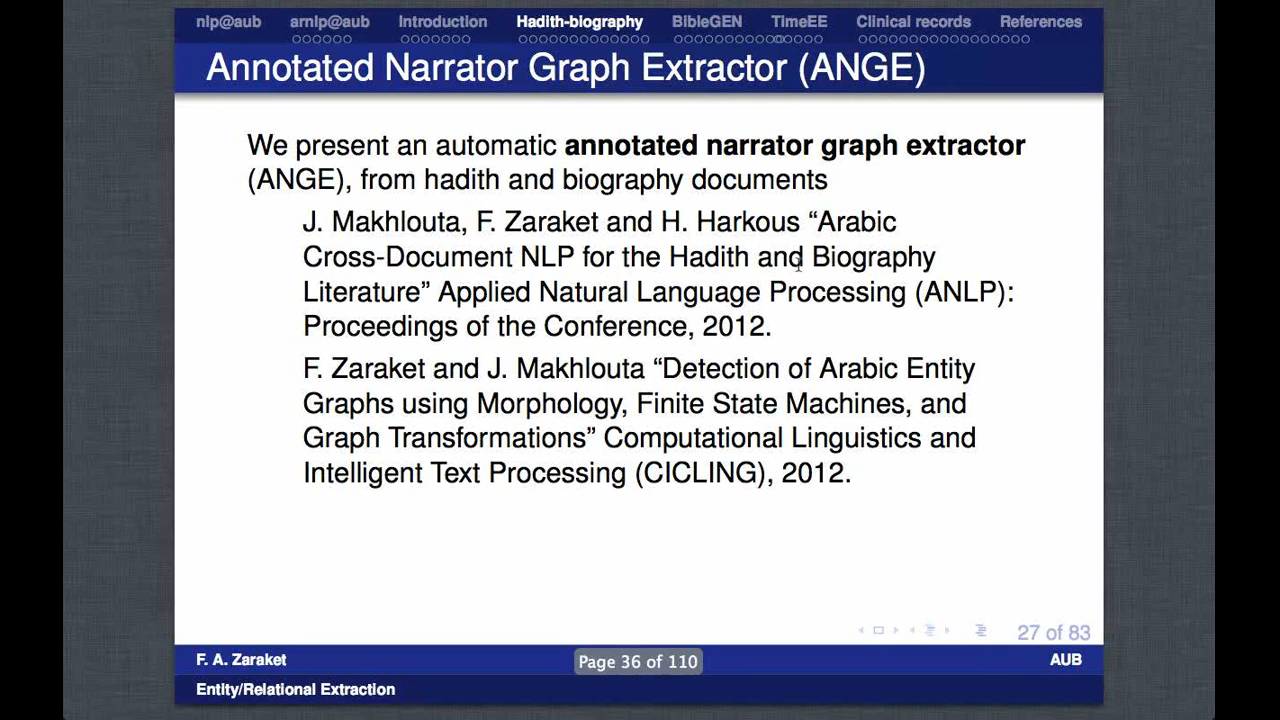 nlp@aub arnlp@aub Introduction Hadith-biography BibleGEN TimeEE Clinical records References
Annotated Narrator Graph Extractor (ANGE)
We present an automatic annotated narrator graph extractor
(ANGE), from hadith and biography documents
J. Makhlouta, F. Zaraket and H. Harkous “Arabic
Cross-Document NLP for the Hadith and Biography
Literature” Applied Natural Language Processing (ANLP):
Proceedings of the Conference, 2012.
F. Zaraket and J. Makhlouta “Detection of Arabic Entity
Graphs using Morphology, Finite State Machines, and
Graph Transformations” Computational Linguistics and
Intelligent Text Processing (CICLING), 2012.
27 of 83
F. A. Zaraket Page 36 of 110 AUB
Entity/Relational Extraction